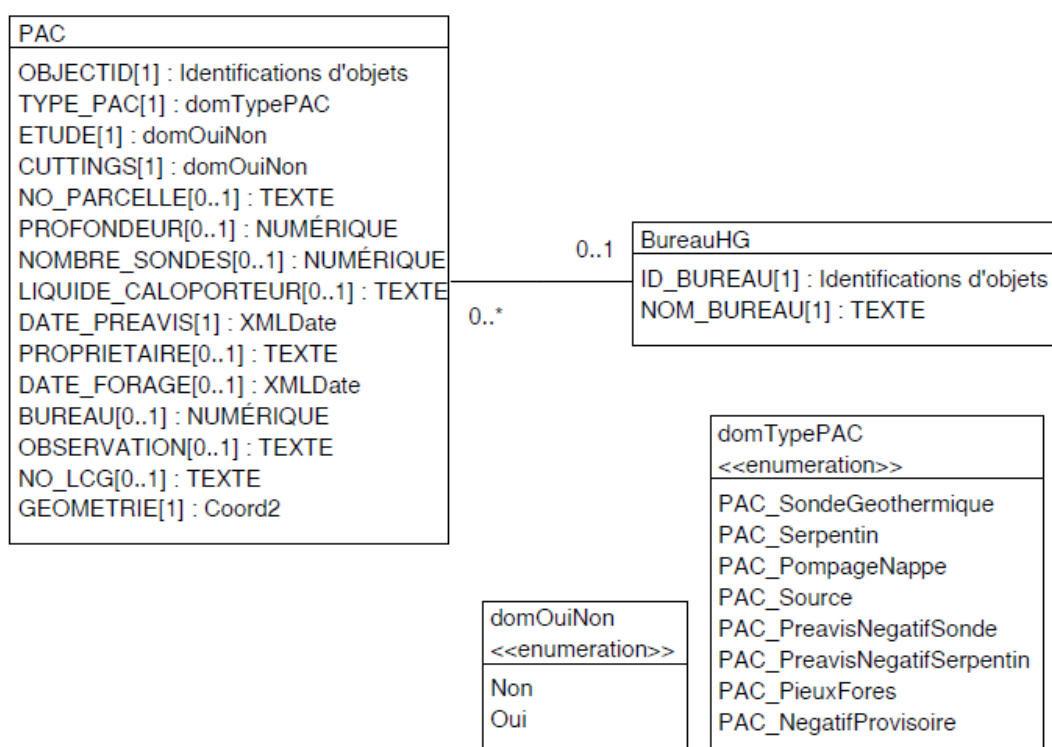 PAC
OBJECTID[1] : Identifications d'objets
TYPE_PAC[1] : domTypePAC
ETUDE[1] : domOuiNon
CUTTINGS[1] : domOuiNon
NO_PARCELLE[0..1] : TEXTE
PROFONDEUR[0..1] : NUMÉRIQUE
NOMBRE_SONDES[0..1] : NUMÉRIQUE
LIQUIDE_CALOPORTEUR[0..1] : TEXTE
DATE_PREAVIS[1] : XMLDate
PROPRIETAIRE[0..1] : TEXTE
DATE_FORAGE[0..1] : XMLDate
BUREAU[0..1] : NUMÉRIQUE
OBSERVATION[0..1] : TEXTE
NO_LCG[0..1] : TEXTE
GEOMETRIE[1] : Coord2
0..*
0..1
BureauHG
ID_BUREAU[1] : Identifications d'objets
NOM_BUREAU[1] : TEXTE
domOuiNon
<<enumeration>>
Non
Oui
domTypePAC
<<enumeration>>
PAC_SondeGeothermique
PAC_Serpentin
PAC_PompageNappe
PAC_Source
PAC_PreavisNegatifSonde
PAC_PreavisNegatifSerpentin
PAC_PieuxFores
PAC_NegatifProvisoire